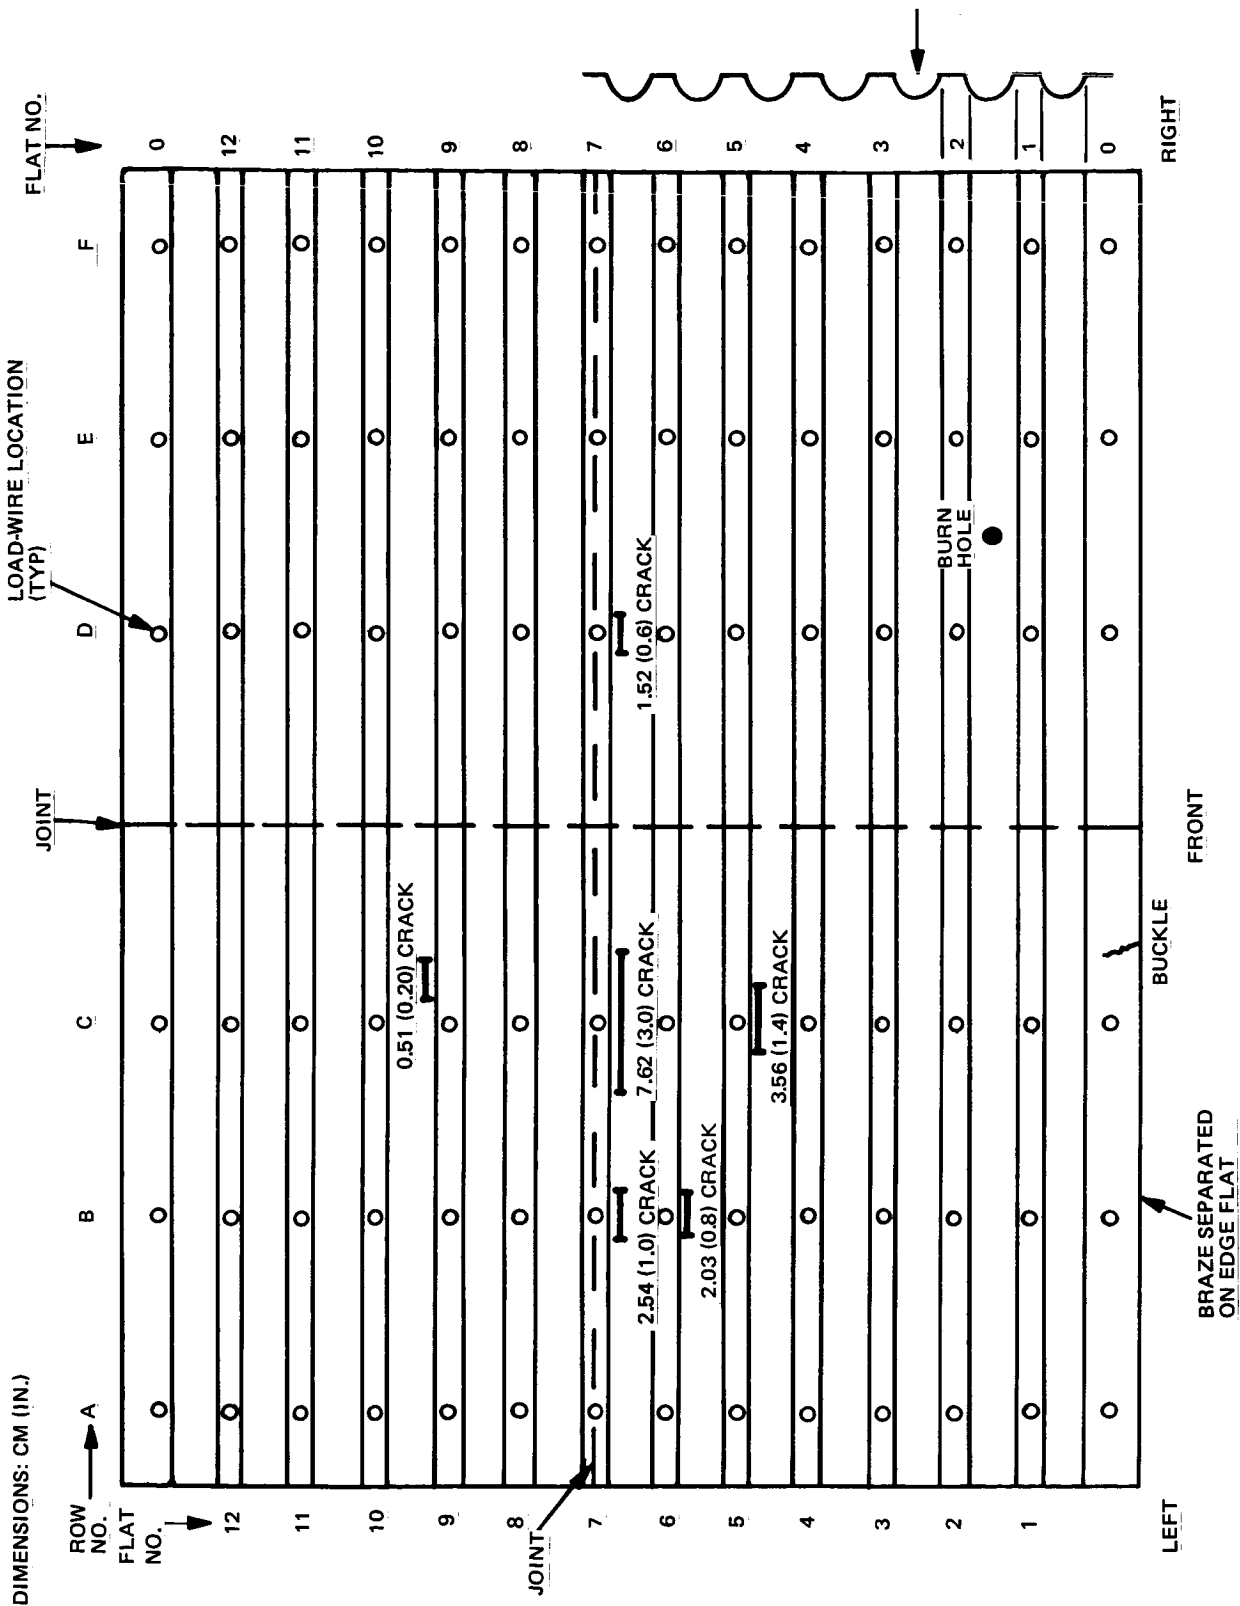 DIMENSIONS: CM (IN.)
LOAD-WIRE LOCATION
(TYP)
JOINT
FLAT NO.
ROW
NO.
A
B
C
D
E
F
FLAT
NO.
0
12
12
11
11
10
10
0.51 (0.20) CRACK
9
9
8
8
JOINT
7
7
2.54 (1.0) CRACK
7.62 (3.0) CRACK
1.52 (0.6) CRACK
6
6
2.03 (0.8) CRACK
5
5
3.56 (1.4) CRACK
4
4
3
3
BURN
HOLE
2
2
1
1
0
LEFT
BUCKLE
RIGHT
FRONT
BRAZE SEPARATED
ON EDGE FLAT